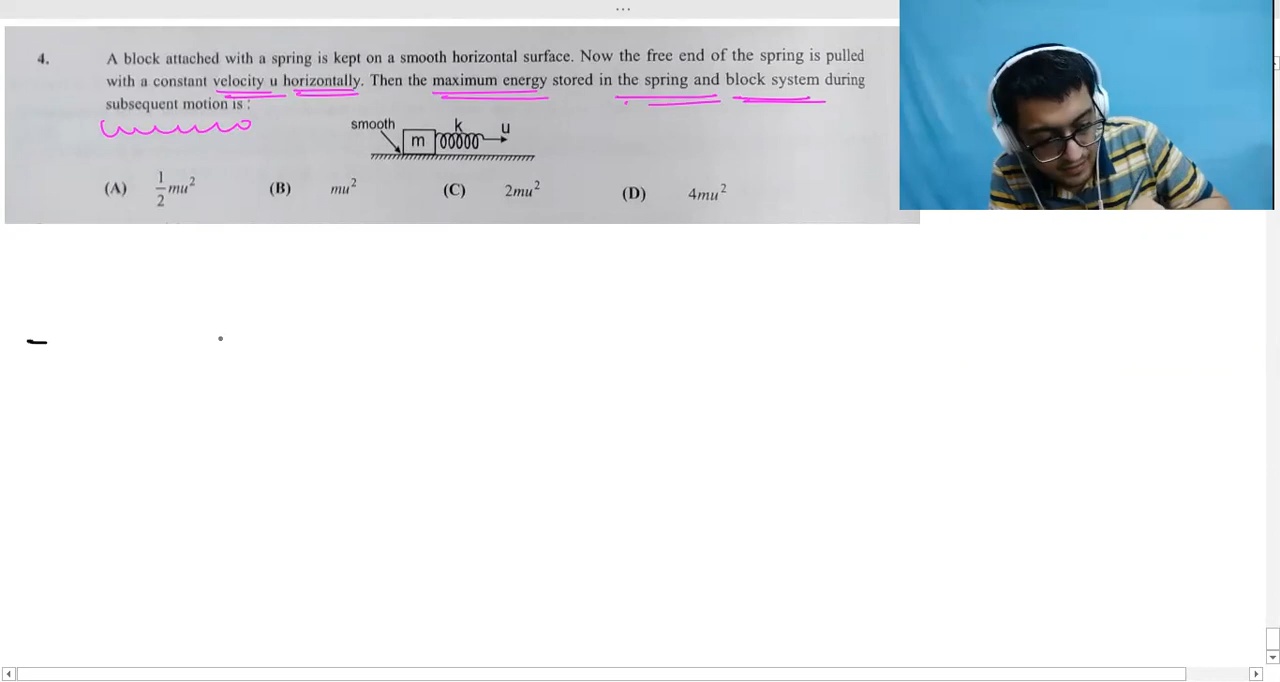 4. A block attached with a spring is kept on a smooth horizontal surface. Now the free end of the spring is pulled
with a constant velocity u horizontally. Then the maximum energy stored in the spring and block system during
subsequent motion is :
smooth k u
m
(A) 1/2 mu² (B) mu² (C) 2mu² (D) 4mu²